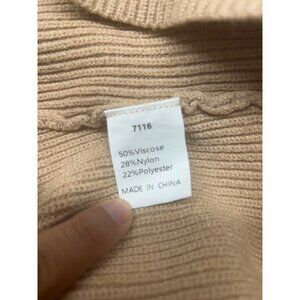 7116
50%Viscose
28%Nylon
22%Polyester
MADE IN CHINA